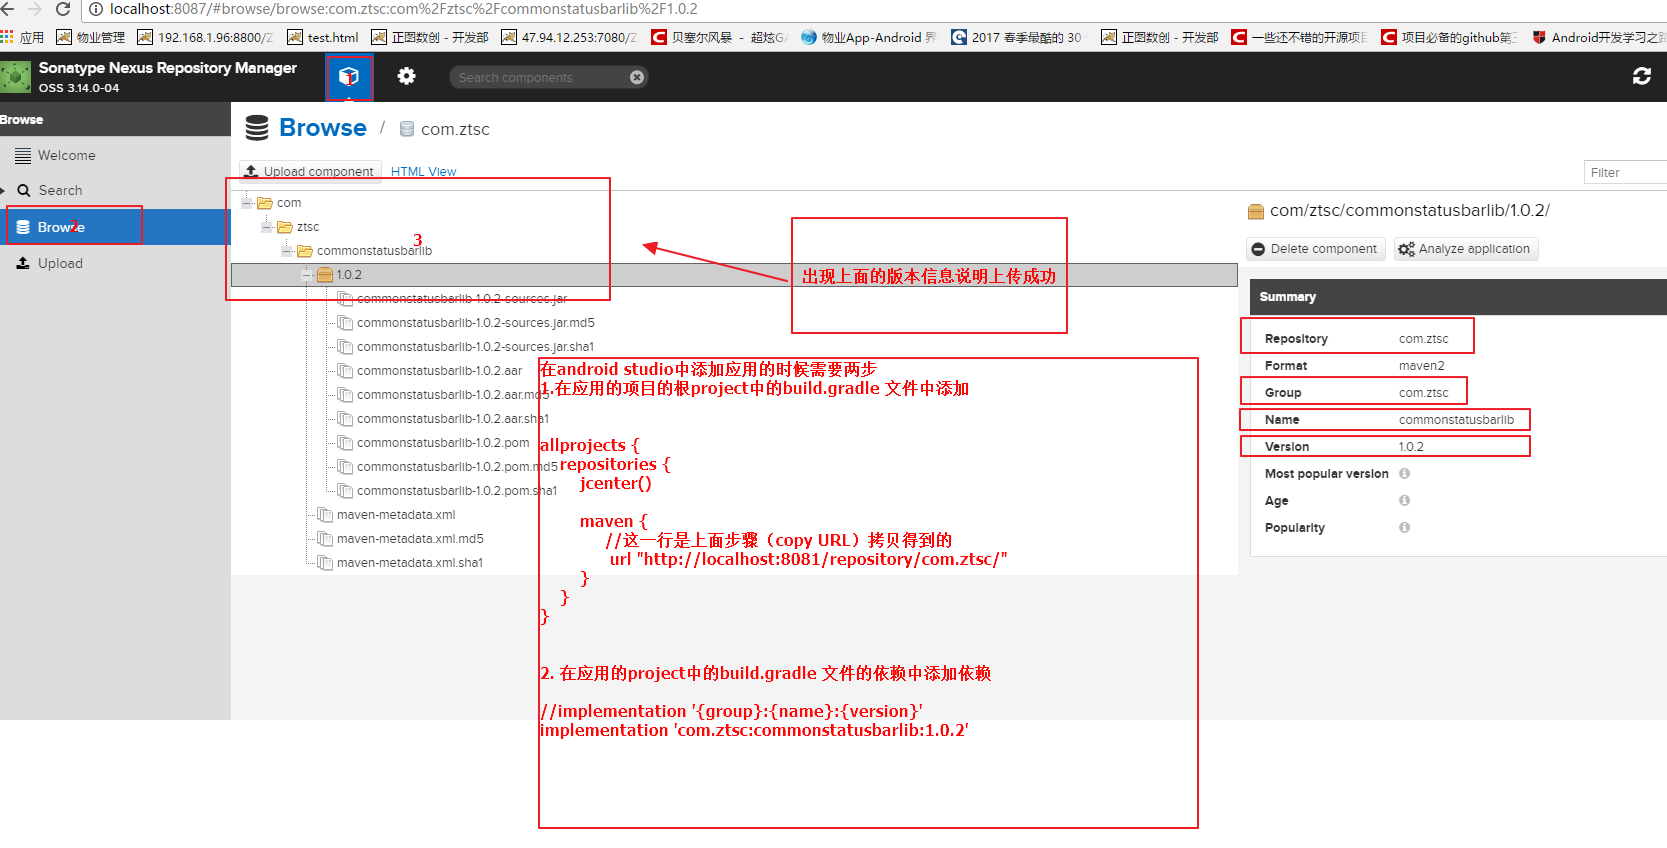 localhost:8087/#browse/browse:com.ztsc:com%2Fztsc%2Fcommonstatusbarlib%2F1.0.2
应用 物业管理 192.168.1.96:8800/Z test.html 正图数创 - 开发部 47.94.12.253:7080/Z 贝塞尔风暴 - 超炫GA 物业App-Android 界 2017 春季最酷的 30 正图数创 - 开发部 一些还不错的开源项目 项目必备的github第三 Android开发学习之路
Sonatype Nexus Repository Manager
OSS 3.14.0-04
1
Search components
Browse
Welcome
Search
Browse
2
Upload
Browse / com.ztsc
Upload component HTML View
Filter
com
ztsc
commonstatusbarlib
3
1.0.2
commonstatusbarlib-1.0.2-sources.jar
commonstatusbarlib-1.0.2-sources.jar.md5
commonstatusbarlib-1.0.2-sources.jar.sha1
commonstatusbarlib-1.0.2.aar
commonstatusbarlib-1.0.2.aar.md5
commonstatusbarlib-1.0.2.aar.sha1
commonstatusbarlib-1.0.2.pom
commonstatusbarlib-1.0.2.pom.md5
commonstatusbarlib-1.0.2.pom.sha1
maven-metadata.xml
maven-metadata.xml.md5
maven-metadata.xml.sha1
出现上面的版本信息说明上传成功
在android studio中添加应用的时候需要两步
1.在应用的项目的根project中的build.gradle 文件中添加
allprojects {
repositories {
jcenter()
maven {
//这一行是上面步骤（copy URL）拷贝得到的
url "http://localhost:8081/repository/com.ztsc/"
}
}
}
2. 在应用的project中的build.gradle 文件的依赖中添加依赖
//implementation '{group}:{name}:{version}'
implementation 'com.ztsc:commonstatusbarlib:1.0.2'
com/ztsc/commonstatusbarlib/1.0.2/
Delete component Analyze application
Summary
Repository com.ztsc
Format maven2
Group com.ztsc
Name commonstatusbarlib
Version 1.0.2
Most popular version
Age
Popularity